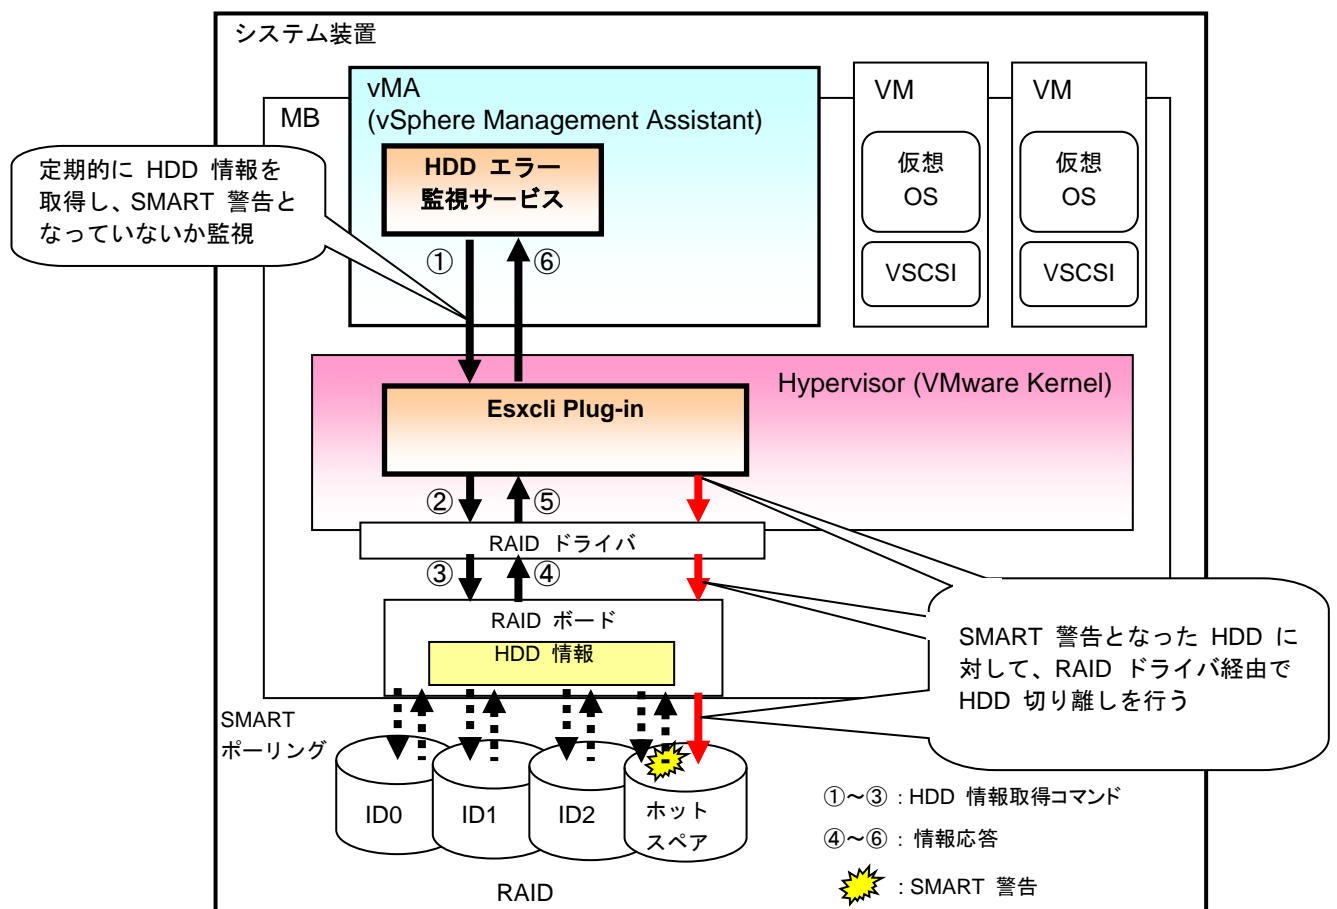 システム装置
vMA
(vSphere Management Assistant)
MB
HDD エラー
監視サービス
VM
VM
仮想
OS
仮想
OS
VSCSI
VSCSI
定期的に HDD 情報を
取得し、SMART 警告と
なっていないか監視
①
⑥
Hypervisor (VMware Kernel)
Esxcli Plug-in
②
⑤
RAID ドライバ
③
④
RAID ボード
HDD 情報
SMART 警告となった HDD に
対して、RAID ドライバ経由で
HDD 切り離しを行う
SMART
ポーリング
ID0
ID1
ID2
ホット
スペア
RAID
①～③ : HDD 情報取得コマンド
④～⑥ : 情報応答
: SMART 警告